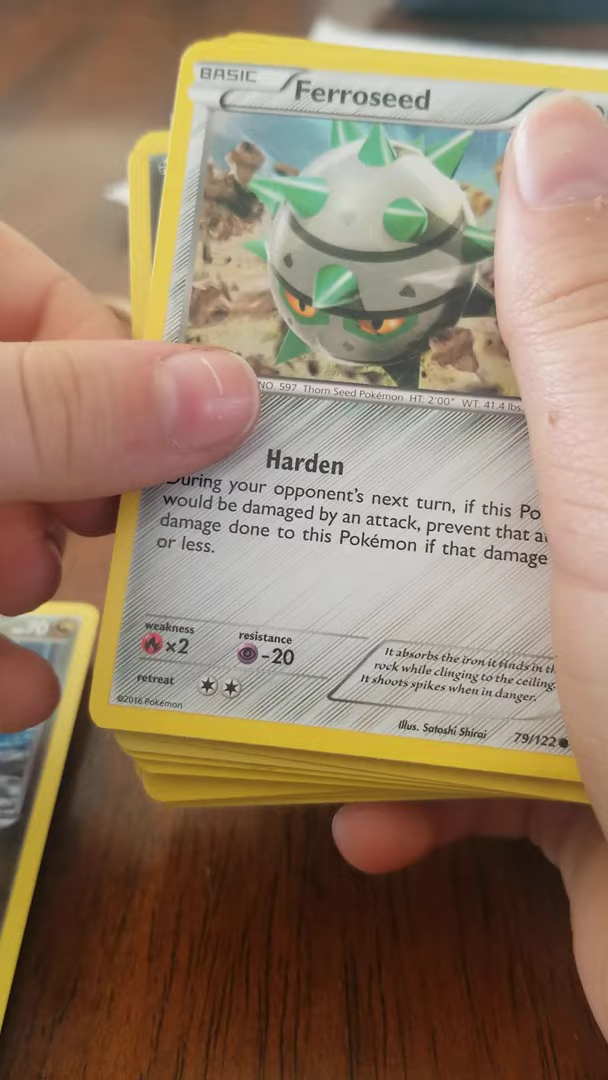 BASIC
Ferroseed
NO. 597 Thorn Seed Pokémon HT: 2'00" WT: 41.4 lbs.
Harden
During your opponent's next turn, if this Po
would be damaged by an attack, prevent that a
damage done to this Pokémon if that damage
or less.
weakness
×2
resistance
-20
retreat
It absorbs the iron it finds in th
rock while clinging to the ceiling.
It shoots spikes when in danger.
©2016 Pokémon
Illus. Satoshi Shirai
79/122